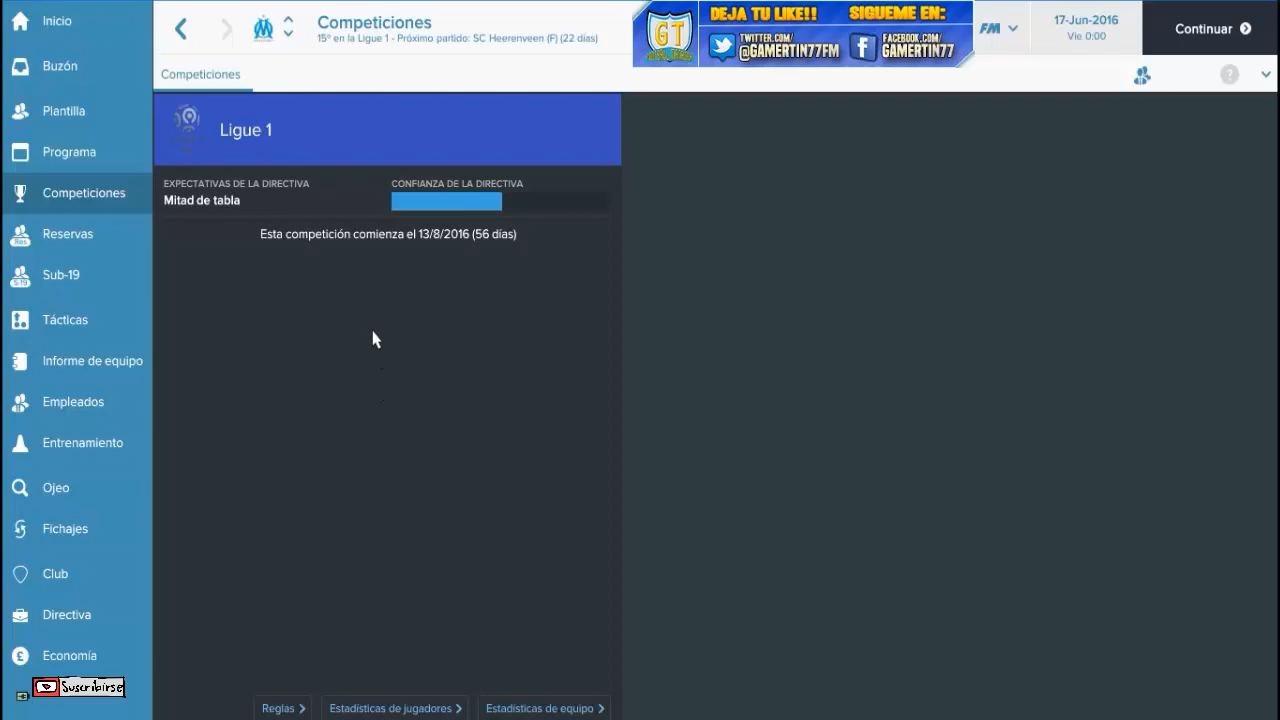 Inicio
Buzón
Plantilla
Programa
Competiciones
Reservas
Sub-19
Tácticas
Informe de equipo
Empleados
Entrenamiento
Ojeo
Fichajes
Club
Directiva
Economía
Suscribirse
Competiciones
15º en la Ligue 1 - Próximo partido: SC Heerenveen (F) (22 días)
GT
DEJA TU LIKE!! SIGUEME EN:
TWITTER.COM/
@GAMERTIN77FM
FACEBOOK.COM/
GAMERTIN77
FM
17-Jun-2016
Vie 0:00
Continuar
Competiciones
?
Ligue 1
EXPECTATIVAS DE LA DIRECTIVA
Mitad de tabla
CONFIANZA DE LA DIRECTIVA
Esta competición comienza el 13/8/2016 (56 días)
Reglas
Estadísticas de jugadores
Estadísticas de equipo